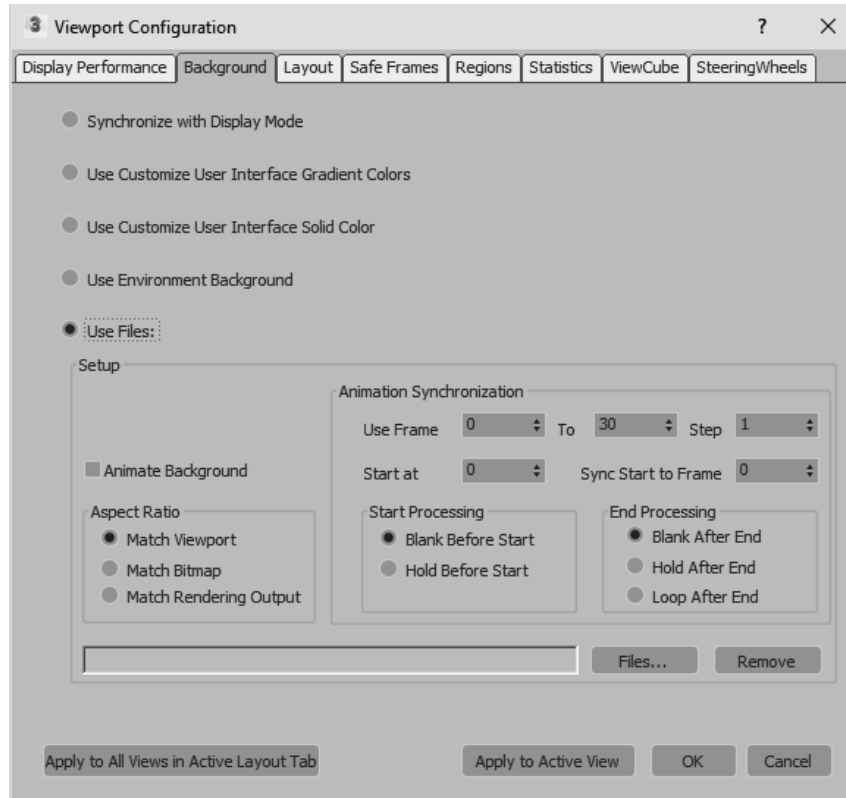 3 Viewport Configuration ? X
Display Performance Background Layout Safe Frames Regions Statistics ViewCube SteeringWheels
Synchronize with Display Mode
Use Customize User Interface Gradient Colors
Use Customize User Interface Solid Color
Use Environment Background
Use Files:
Setup
Animation Synchronization
Use Frame 0 To 30 Step 1
Animate Background
Start at 0 Sync Start to Frame 0
Aspect Ratio
Match Viewport
Match Bitmap
Match Rendering Output
Start Processing
Blank Before Start
Hold Before Start
End Processing
Blank After End
Hold After End
Loop After End
Files... Remove
Apply to All Views in Active Layout Tab Apply to Active View OK Cancel